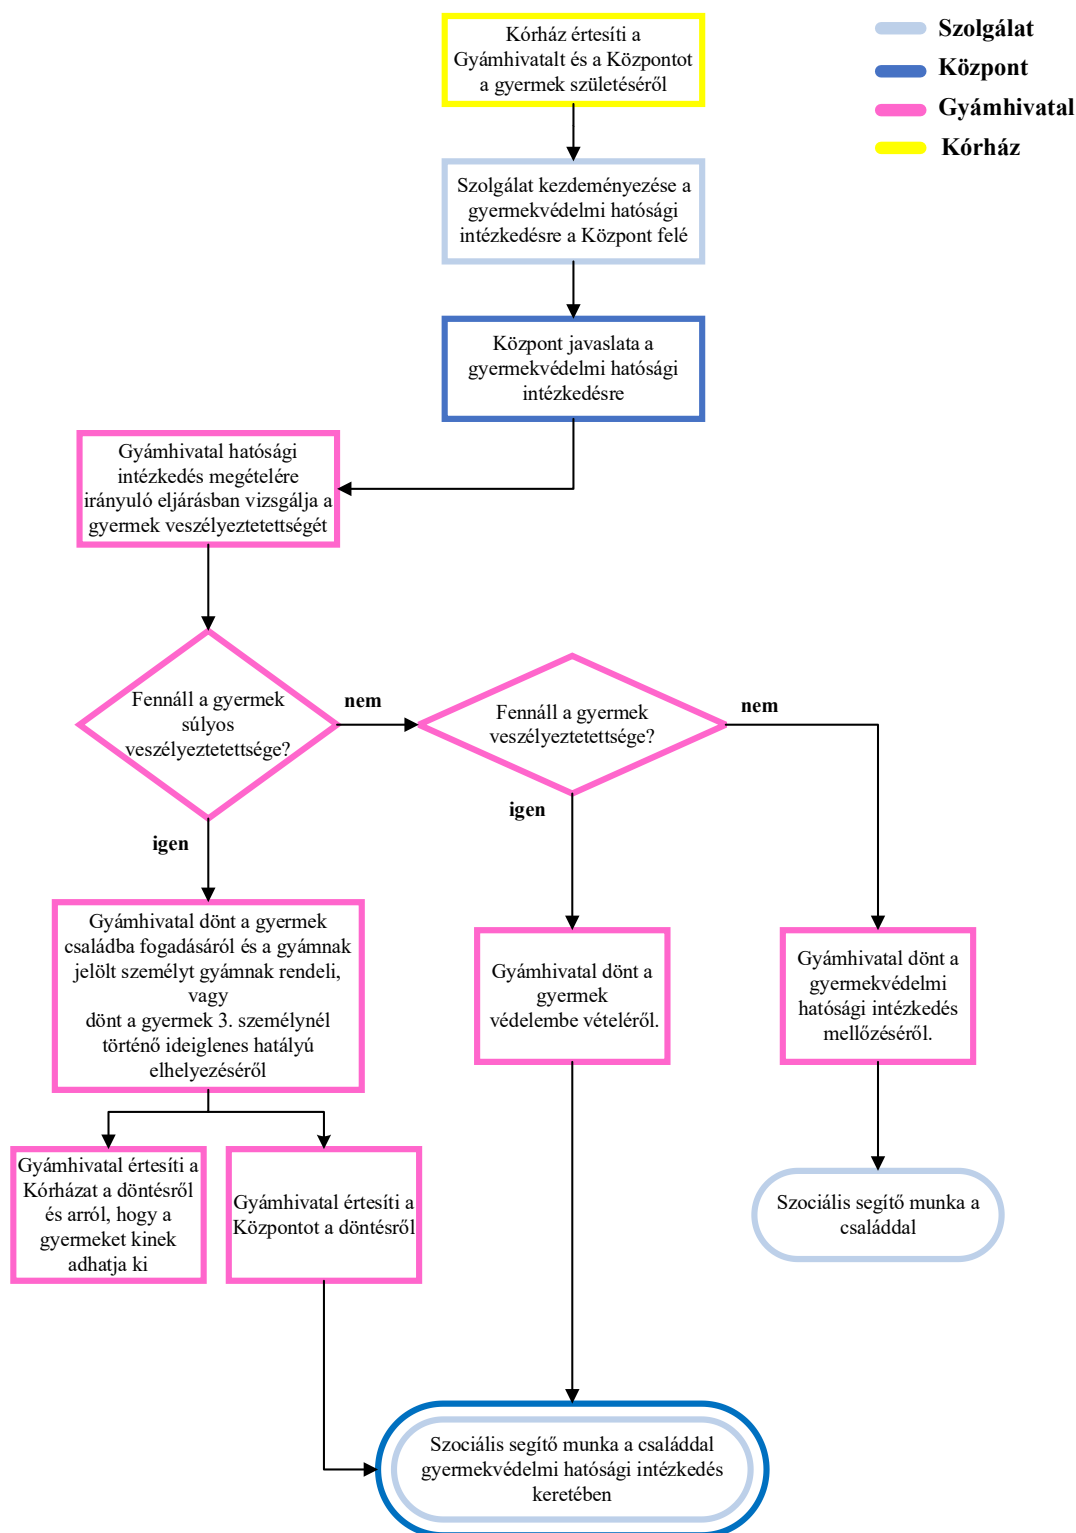 Kórház értesíti a
Gyámhivatalt és a Központot
a gyermek születéséről
Szolgálat
Központ
Gyámhivatal
Kórház
Szolgálat kezdeményezése a
gyermekvédelmi hatósági
intézkedésre a Központ felé
Központ javaslata a
gyermekvédelmi hatósági
intézkedésre
Gyámhivatal hatósági
intézkedés megételére
irányuló eljárásban vizsgálja a
gyermek veszélyeztetettségét
Fennáll a gyermek
súlyos
veszélyeztetettsége?
nem
Fennáll a gyermek
veszélyeztetettsége?
nem
igen
igen
Gyámhivatal dönt a gyermek
családba fogadásáról és a gyámnak
jelölt személyt gyámnak rendeli,
vagy
dönt a gyermek 3. személynél
történő ideiglenes hatályú
elhelyezéséről
Gyámhivatal dönt a
gyermek
védelembe vételéről.
Gyámhivatal dönt a
gyermekvédelmi
hatósági intézkedés
mellőzéséről.
Gyámhivatal értesíti a
Kórházat a döntésről
és arról, hogy a
gyermeket kinek
adhatja ki
Gyámhivatal értesíti a
Központot a döntésről
Szociális segítő munka a
családdal
Szociális segítő munka a családdal
gyermekvédelmi hatósági intézkedés
keretében